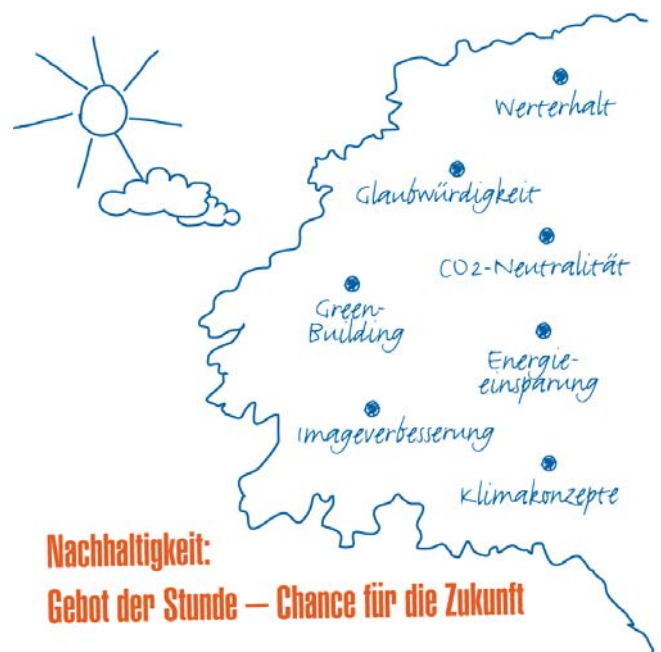 Werterhalt
Glaubwürdigkeit
CO2-Neutralität
Green-
Building
Energie-
einsparung
Imageverbesserung
Klimakonzepte
Nachhaltigkeit:
Gebot der Stunde – Chance für die Zukunft